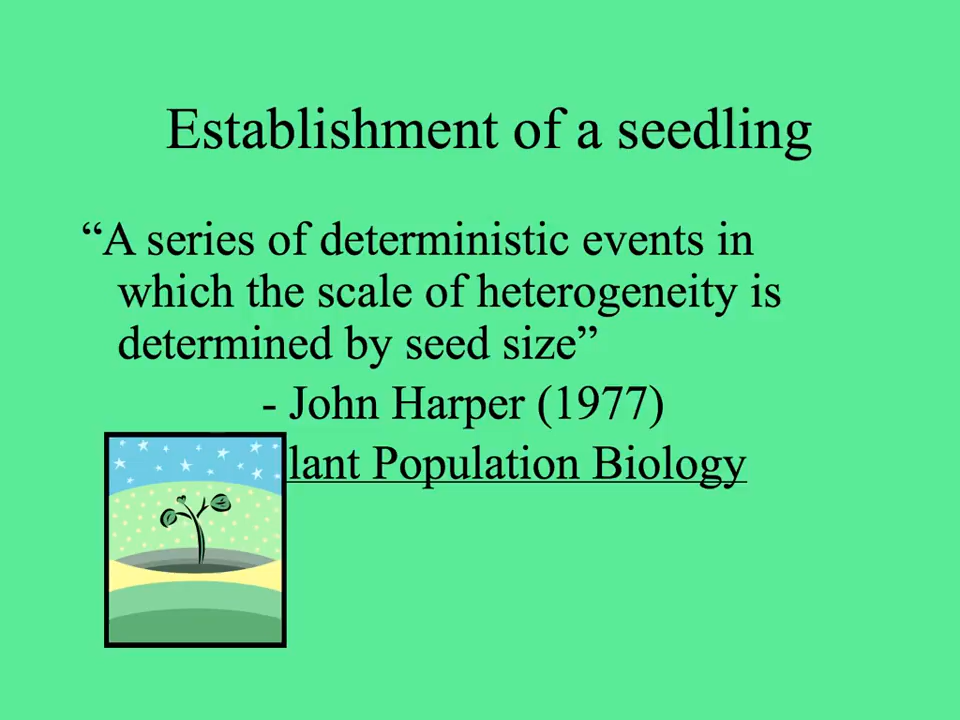 Establishment of a seedling
“A series of deterministic events in
which the scale of heterogeneity is
determined by seed size”
- John Harper (1977)
lant Population Biology